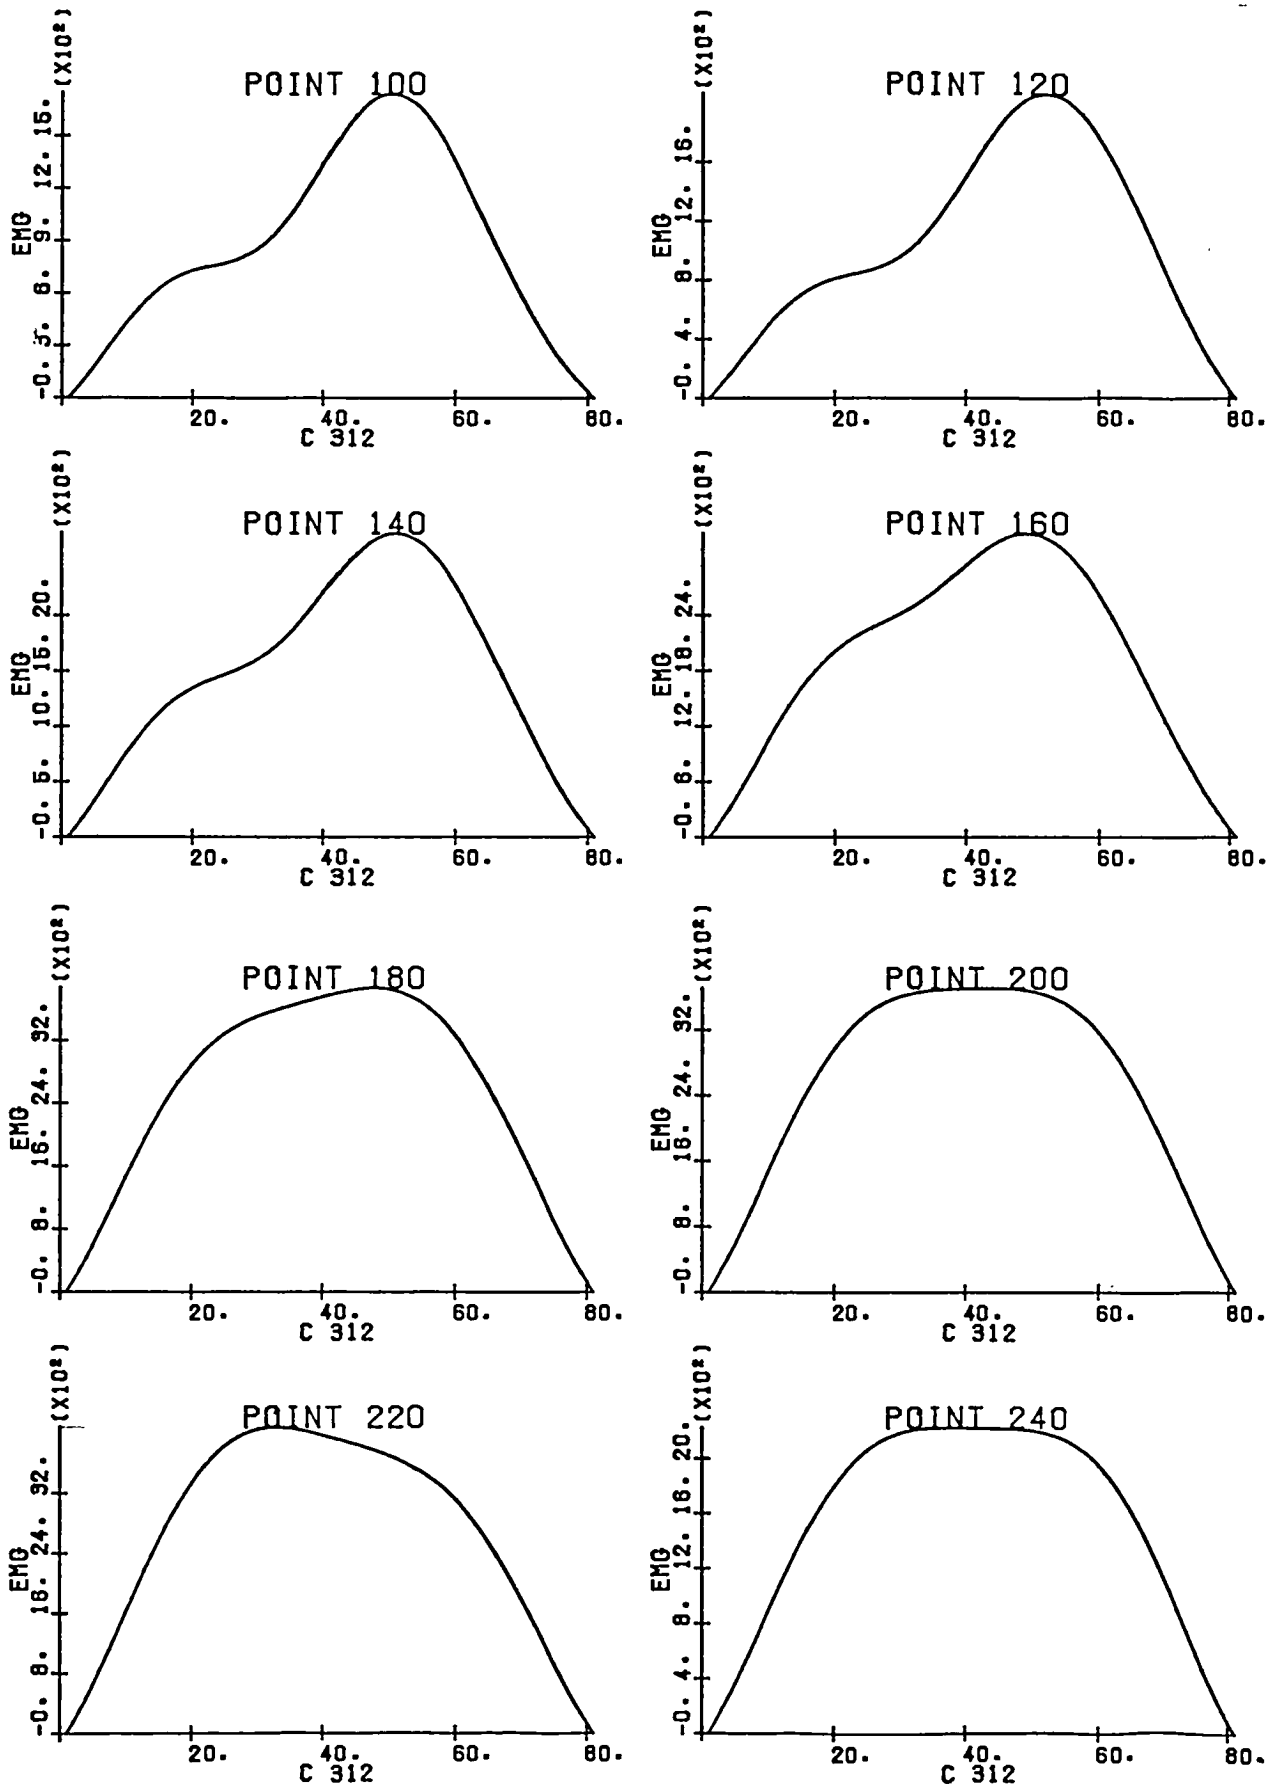 POINT 100
(X10²)
EMG
-0. 3. 6. 9. 12. 15.
20. 40. 60. 80.
C 312
POINT 120
(X10²)
EMG
-0. 4. 8. 12. 16.
20. 40. 60. 80.
C 312
POINT 140
(X10²)
EMG
-0. 5. 10. 15. 20.
20. 40. 60. 80.
C 312
POINT 160
(X10²)
EMG
-0. 6. 12. 18. 24.
20. 40. 60. 80.
C 312
POINT 180
(X10²)
EMG
-0. 8. 16. 24. 32.
20. 40. 60. 80.
C 312
POINT 200
(X10²)
EMG
-0. 8. 16. 24. 32.
20. 40. 60. 80.
C 312
POINT 220
(X10²)
EMG
-0. 8. 16. 24. 32.
20. 40. 60. 80.
C 312
POINT 240
(X10²)
EMG
-0. 4. 8. 12. 16. 20.
20. 40. 60. 80.
C 312